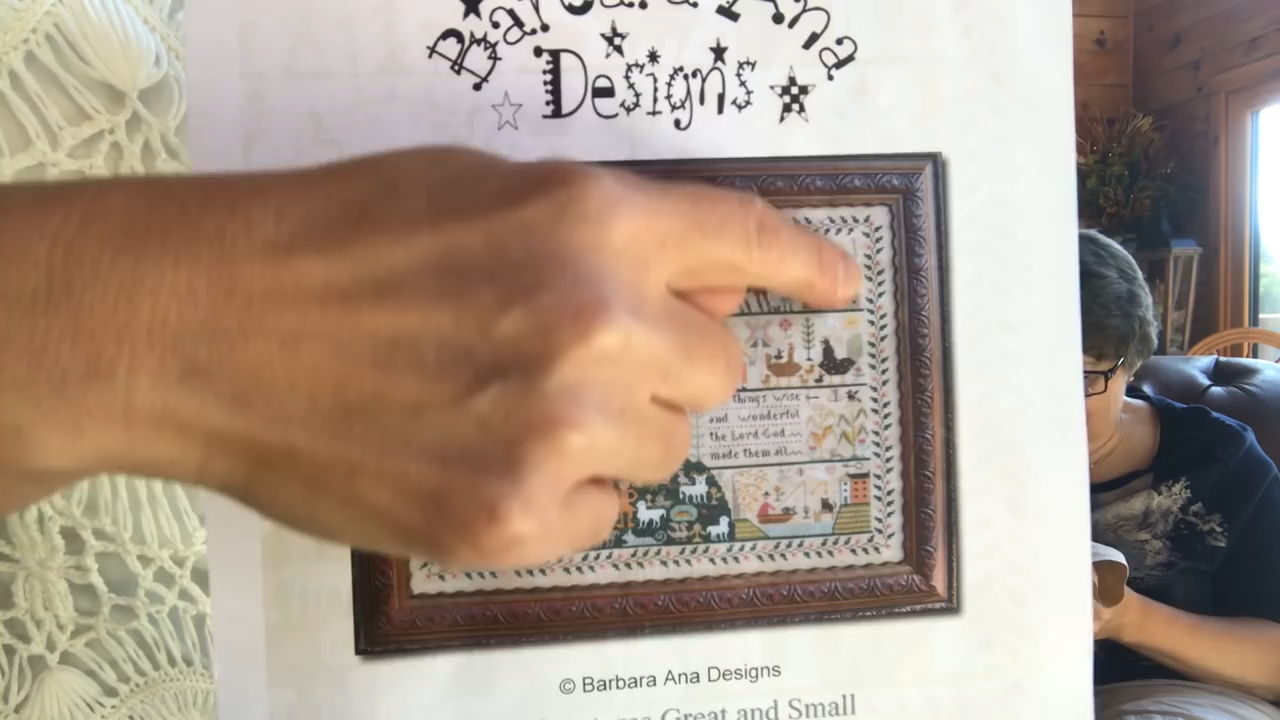 Barbara Ana
Designs
things wise
and wonderful
the Lord God
made them all
© Barbara Ana Designs
Great and Small